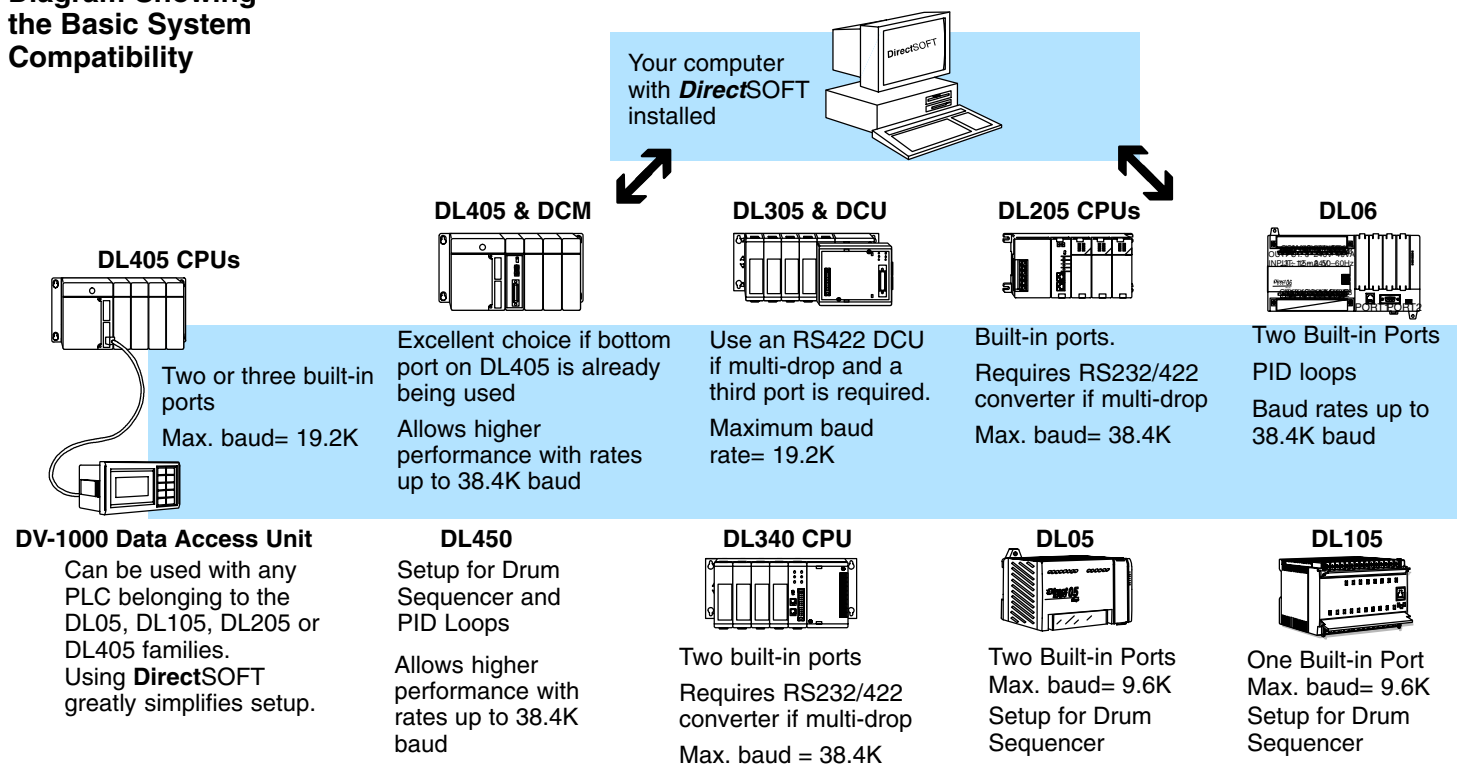 Diagram Showing
the Basic System
Compatibility
Your computer
with DirectSOFT
installed
DirectSOFT
DL405 CPUs
Two or three built-in
ports
Max. baud= 19.2K
DL405 & DCM
Excellent choice if bottom
port on DL405 is already
being used
Allows higher
performance with rates
up to 38.4K baud
DL305 & DCU
Use an RS422 DCU
if multi-drop and a
third port is required.
Maximum baud
rate= 19.2K
DL205 CPUs
Built-in ports.
Requires RS232/422
converter if multi-drop
Max. baud= 38.4K
DL06
PORT1
PORT2
Two Built-in Ports
PID loops
Baud rates up to
38.4K baud
DV-1000 Data Access Unit
Can be used with any
PLC belonging to the
DL05, DL105, DL205 or
DL405 families.
Using DirectSOFT
greatly simplifies setup.
DL450
Setup for Drum
Sequencer and
PID Loops
Allows higher
performance with
rates up to 38.4K
baud
DL340 CPU
Two built-in ports
Requires RS232/422
converter if multi-drop
Max. baud = 38.4K
DL05
Two Built-in Ports
Max. baud= 9.6K
Setup for Drum
Sequencer
DL105
One Built-in Port
Max. baud= 9.6K
Setup for Drum
Sequencer